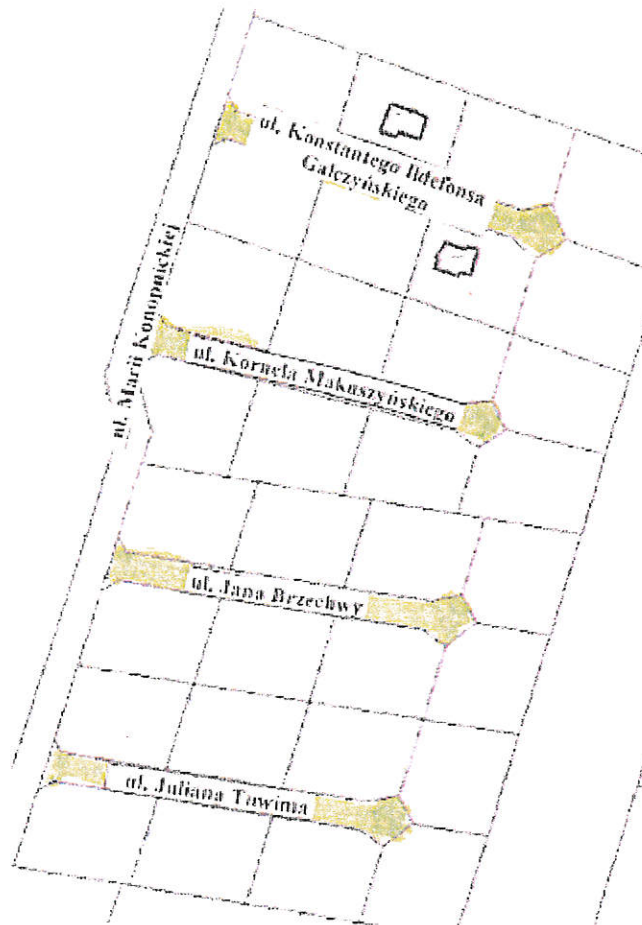 ul. Konstantego Ildefonsa
Gałczyńskiego
ul. Marii Konopnickiej
ul. Kornela Makuszyńskiego
ul. Jana Brzechwy
ul. Juliana Tuwima